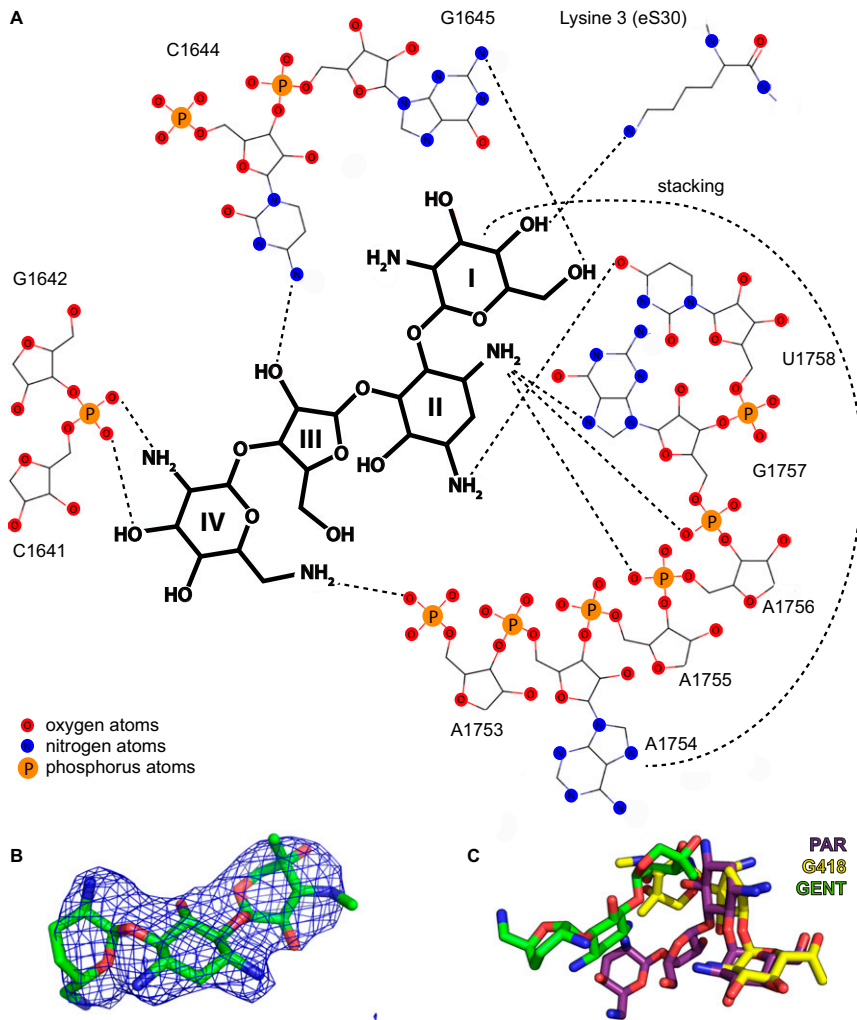 A
G1645
Lysine 3 (eS30)
C1644
P
P
O
O
O
O
O
O
O
O
O
O
O
O
O
O
N
N
N
N
N
N
N
N
N
N
N
stacking
HO
OH
H₂N
I
OH
O
O
G1642
U1758
NH₂
HO
O
II
III
O
HO
NH₂
G1757
NH₂
O
HO
IV
O
OH
C1641
HO
NH₂
A1756
A1755
A1753
A1754
O oxygen atoms
N nitrogen atoms
P phosphorus atoms
B
C
PAR
G418
GENT